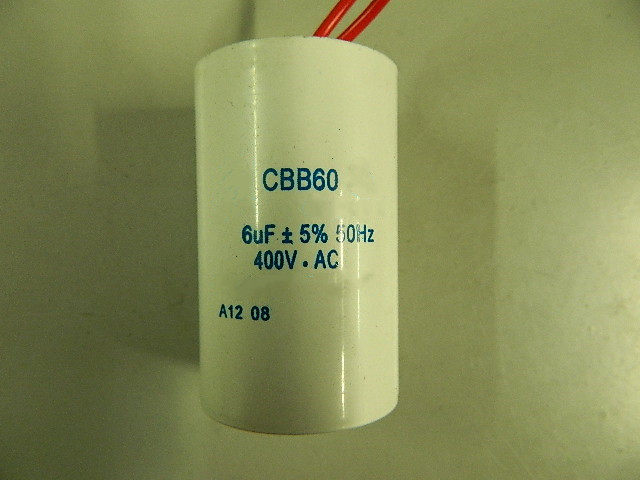 CBB60
6uF ± 5% 50Hz
400V . AC
A12 08